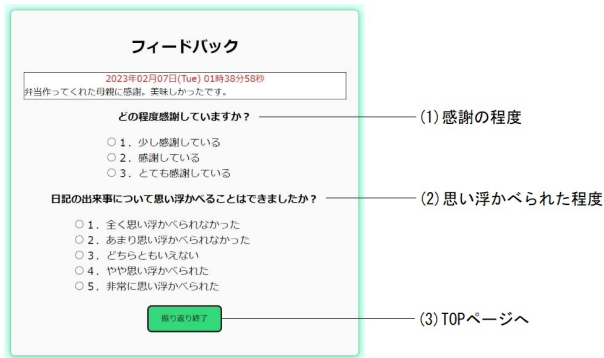 フィードバック
2023年02月07日(Tue) 01時38分58秒
弁当作ってくれた母親に感謝。美味しかったです。
どの程度感謝していますか？
(1)感謝の程度
1．少し感謝している
2．感謝している
3．とても感謝している
日記の出来事について思い浮かべることはできましたか？
(2)思い浮かべられた程度
1．全く思い浮かべられなかった
2．あまり思い浮かべられなかった
3．どちらともいえない
4．やや思い浮かべられた
5．非常に思い浮かべられた
振り返り終了
(3)TOPページへ